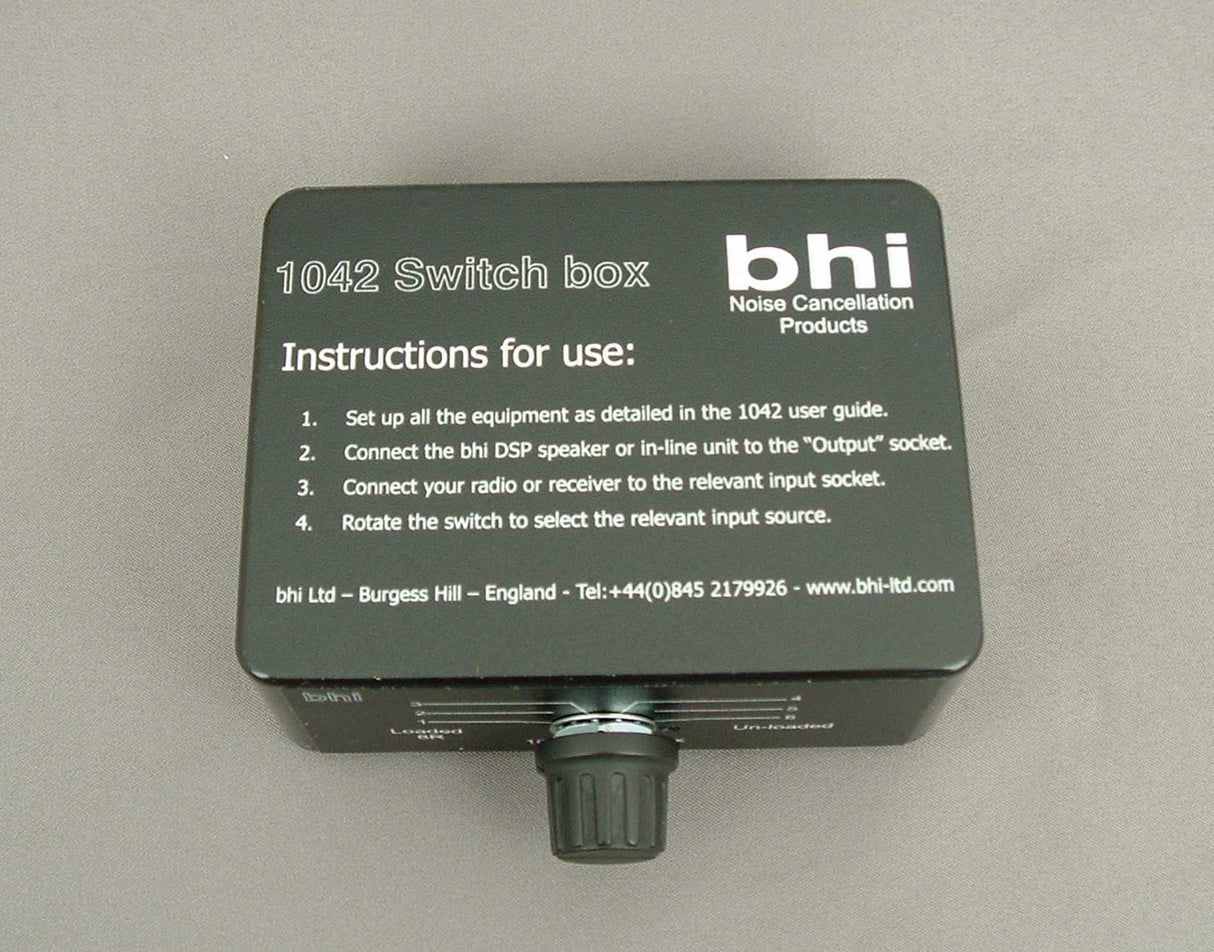 1042 Switch box
bhi
Noise Cancellation
Products
Instructions for use:
1. Set up all the equipment as detailed in the 1042 user guide.
2. Connect the bhi DSP speaker or in-line unit to the “Output” socket.
3. Connect your radio or receiver to the relevant input socket.
4. Rotate the switch to select the relevant input source.
bhi Ltd – Burgess Hill – England - Tel:+44(0)845 2179926 - www.bhi-ltd.com
bhi
3 4
2 5
1 6
Loaded Un-loaded
8R